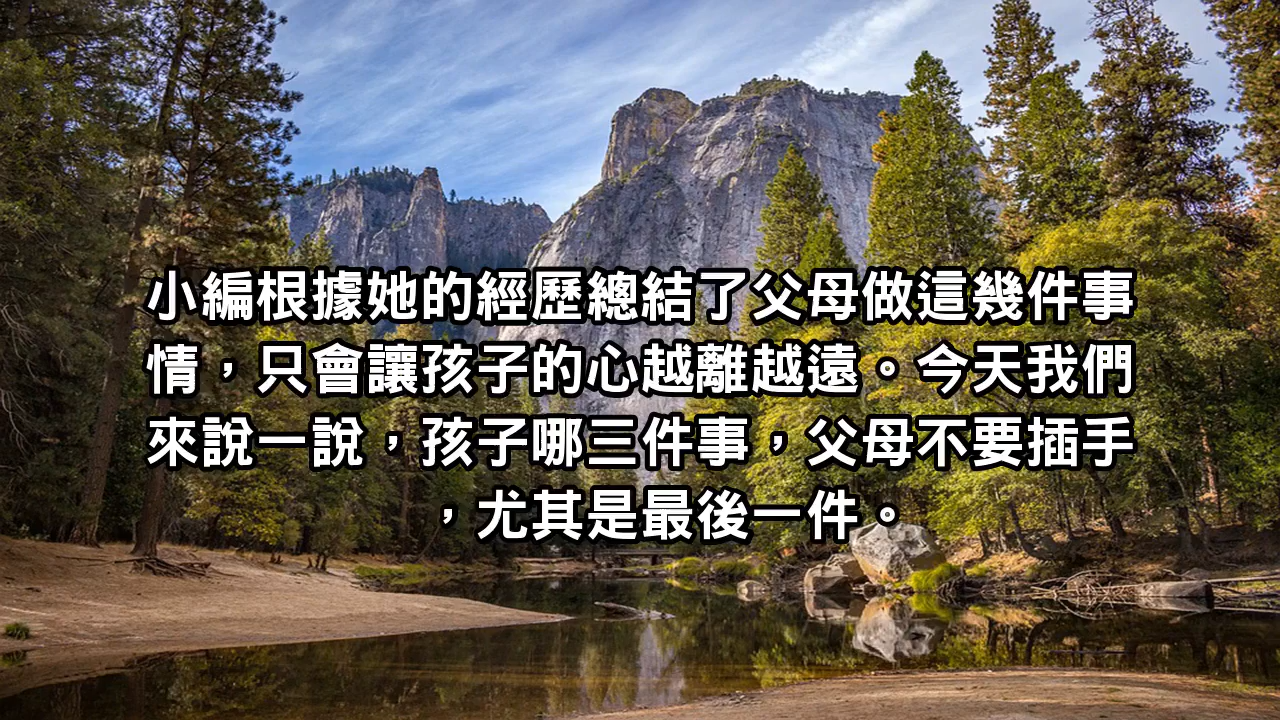 小編根據她的經歷總結了父母做這幾件事
情，只會讓孩子的心越離越遠。今天我們
來說一說，孩子哪三件事，父母不要插手
，尤其是最後一件。